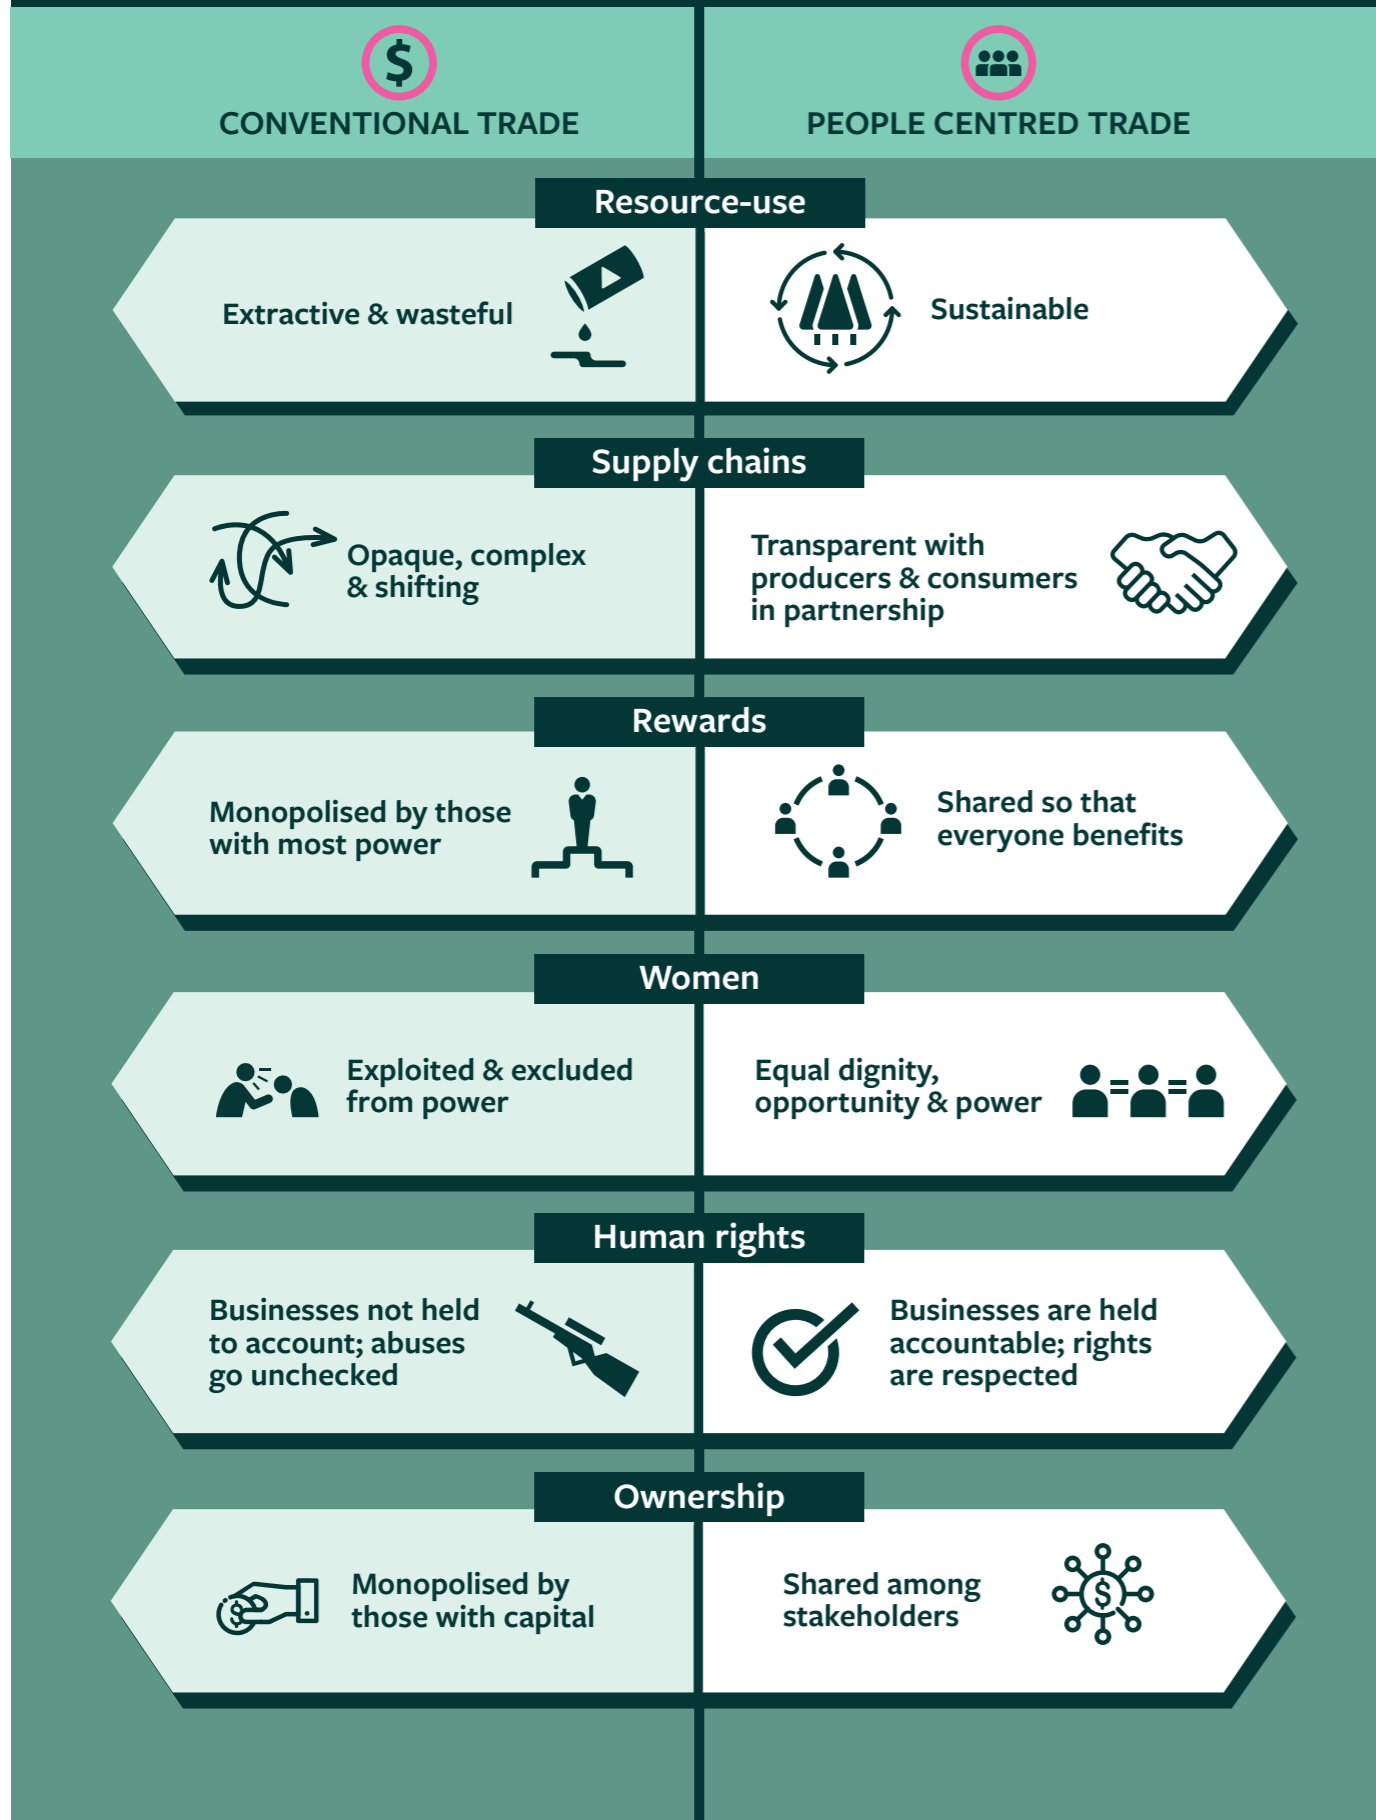 $
CONVENTIONAL TRADE
PEOPLE CENTRED TRADE
Resource-use
Extractive & wasteful
Sustainable
Supply chains
Opaque, complex
& shifting
Transparent with
producers & consumers
in partnership
Rewards
Monopolised by those
with most power
Shared so that
everyone benefits
Women
Exploited & excluded
from power
Equal dignity,
opportunity & power
Human rights
Businesses not held
to account; abuses
go unchecked
Businesses are held
accountable; rights
are respected
Ownership
Monopolised by
those with capital
$
Shared among
stakeholders
$